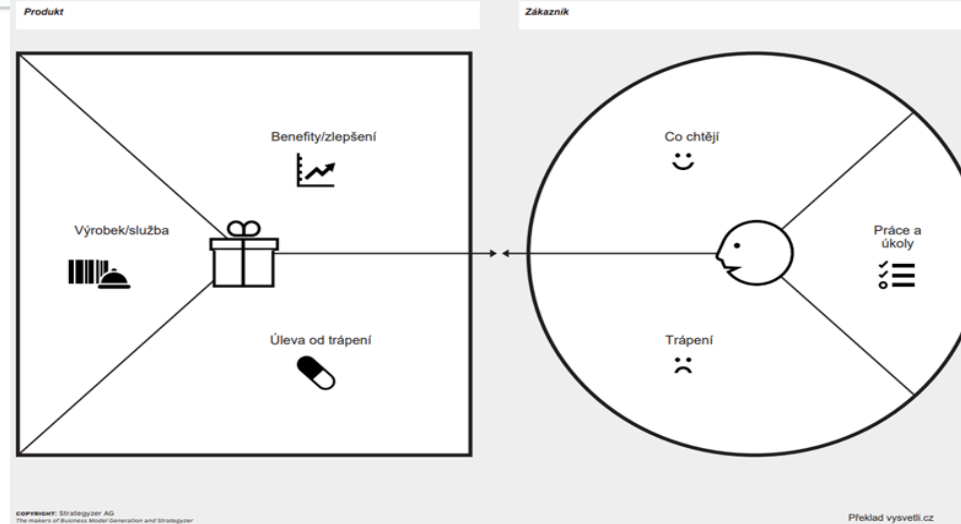 Produkt
Zákazník
Benefity/zlepšení
Výrobek/služba
Úleva od trápení
Co chtějí
Práce a
úkoly
Trápení
COPYRIGHT: Strategyzer AG
The makers of Business Model Generation and Strategyzer
Překlad vysvetli.cz